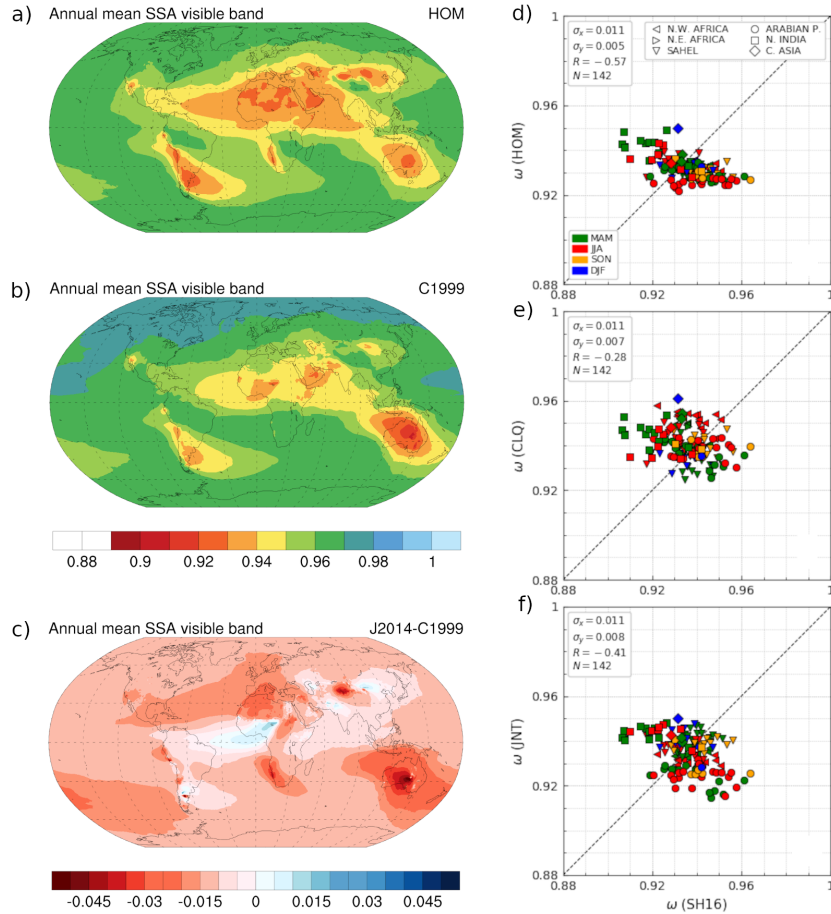 a) Annual mean SSA visible band HOM
b) Annual mean SSA visible band C1999
0.88 0.9 0.92 0.94 0.96 0.98 1
c) Annual mean SSA visible band J2014-C1999
-0.045 -0.03 -0.015 0 0.015 0.03 0.045
d)
1
0.96
0.92
0.88
ω (HOM)
σx = 0.011
σy = 0.005
R = −0.57
N = 142
N.W. AFRICA ARABIAN P.
N.E. AFRICA N. INDIA
SAHEL C. ASIA
MAM
JJA
SON
DJF
0.88 0.92 0.96 1
e)
1
0.96
0.92
0.88
ω (CLQ)
σx = 0.011
σy = 0.007
R = −0.28
N = 142
0.88 0.92 0.96 1
f)
1
0.96
0.92
0.88
ω (JNT)
σx = 0.011
σy = 0.008
R = −0.41
N = 142
0.88 0.92 0.96 1
ω (SH16)